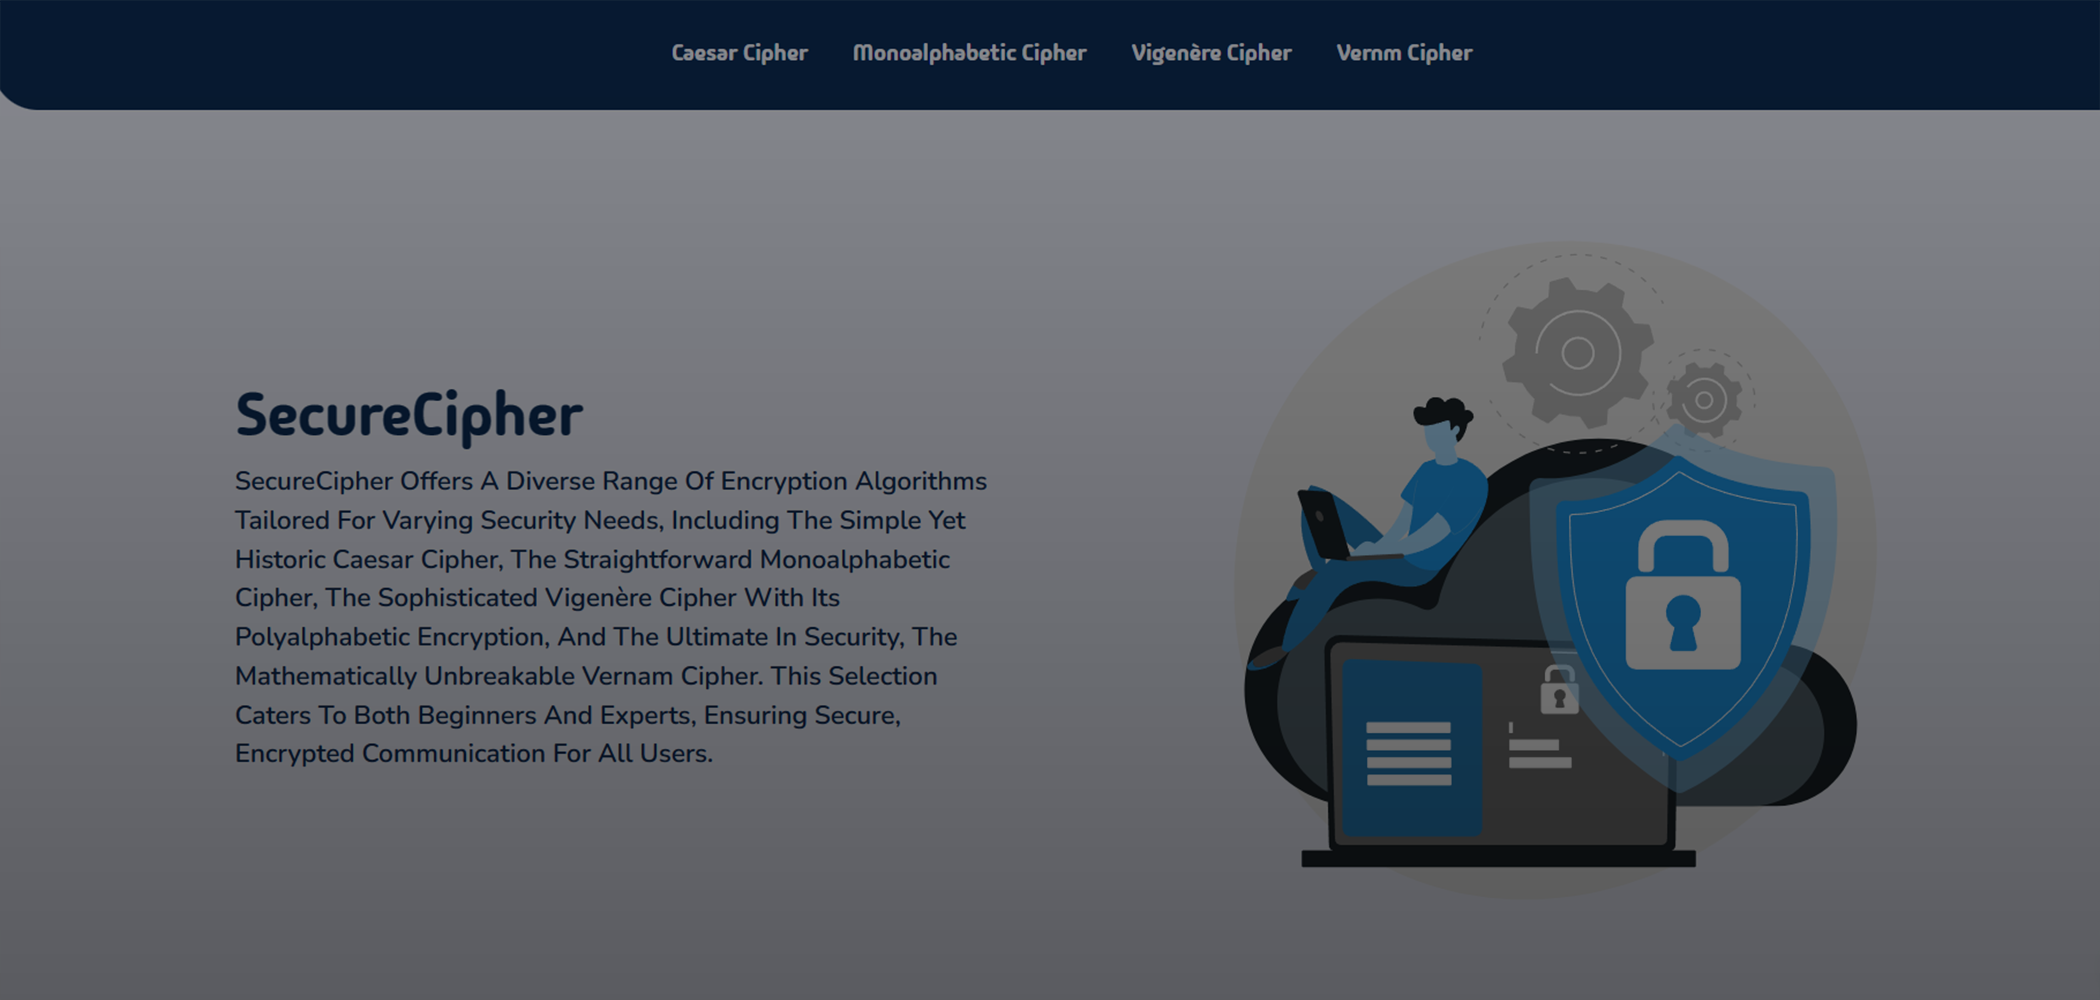 Caesar Cipher Monoalphabetic Cipher Vigenère Cipher Vernm Cipher
SecureCipher
SecureCipher Offers A Diverse Range Of Encryption Algorithms
Tailored For Varying Security Needs, Including The Simple Yet
Historic Caesar Cipher, The Straightforward Monoalphabetic
Cipher, The Sophisticated Vigenère Cipher With Its
Polyalphabetic Encryption, And The Ultimate In Security, The
Mathematically Unbreakable Vernam Cipher. This Selection
Caters To Both Beginners And Experts, Ensuring Secure,
Encrypted Communication For All Users.